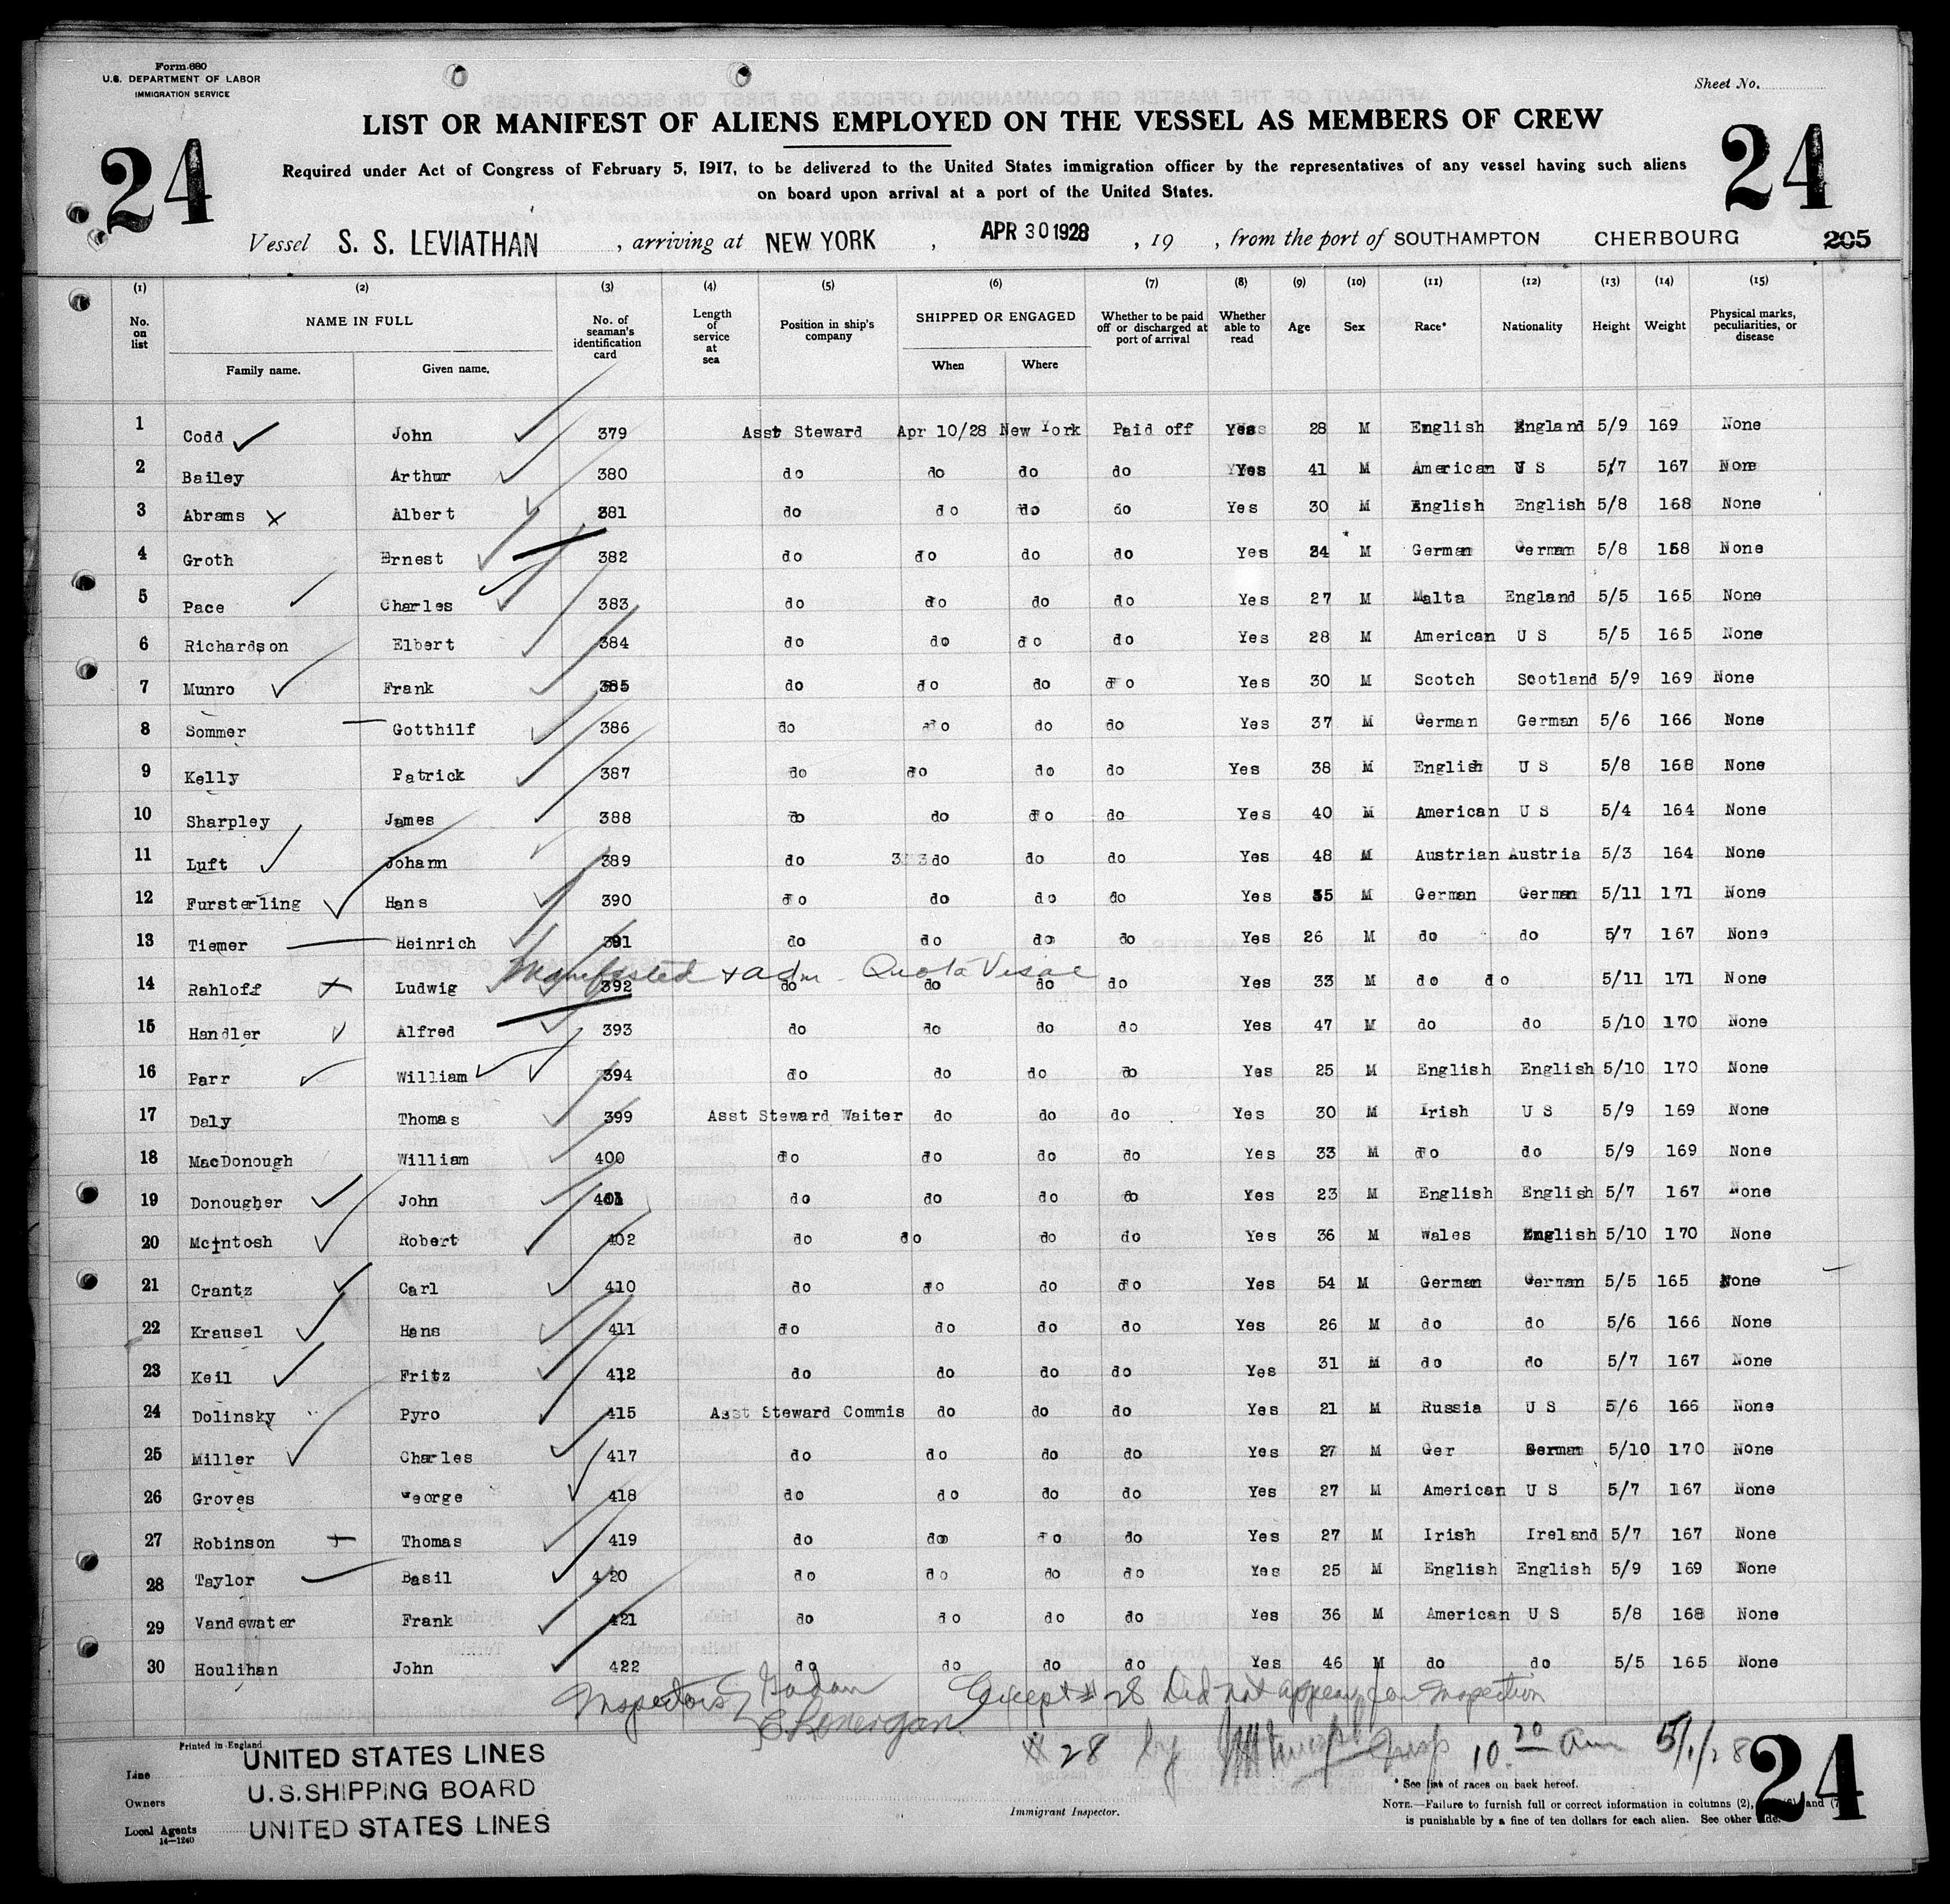 Form 680
U.S. DEPARTMENT OF LABOR
IMMIGRATION SERVICE
Sheet No.
24
24
LIST OR MANIFEST OF ALIENS EMPLOYED ON THE VESSEL AS MEMBERS OF CREW
Required under Act of Congress of February 5, 1917, to be delivered to the United States immigration officer by the representatives of any vessel having such aliens
on board upon arrival at a port of the United States.
Vessel S. S. LEVIATHAN , arriving at NEW YORK , APR 30 1928 , 19 , from the port of SOUTHAMPTON CHERBOURG 205
(1) (2) (3) (4) (5) (6) (7) (8) (9) (10) (11) (12) (13) (14) (15)
No. on list NAME IN FULL Family name. Given name. No. of seaman's identification card Length of service at sea Position in ship's company SHIPPED OR ENGAGED When Where Whether to be paid off or discharged at port of arrival Whether able to read Age Sex Race* Nationality Height Weight Physical marks, peculiarities, or disease
1 Codd John 379 Asst Steward Apr 10/28 New York Paid off Yes 28 M English England 5/9 169 None
2 Bailey Arthur 380 do do do do Yes 41 M American U S 5/7 167 None
3 Abrams Albert 381 do do do do Yes 30 M English English 5/8 168 None
4 Groth Ernest 382 do do do do Yes 24 M German German 5/8 168 None
5 Pace Charles 383 do do do do Yes 27 M Malta England 5/5 165 None
6 Richardson Elbert 384 do do do do Yes 28 M American U S 5/5 165 None
7 Munro Frank 385 do do do do Yes 30 M Scotch Scotland 5/9 169 None
8 Sommer Gotthilf 386 do do do do Yes 37 M German German 5/6 166 None
9 Kelly Patrick 387 do do do do Yes 38 M English U S 5/8 168 None
10 Sharpley James 388 do do do do Yes 40 M American U S 5/4 164 None
11 Luft Johann 389 do do do do Yes 48 M Austrian Austria 5/3 164 None
12 Fursterling Hans 390 do do do do Yes 35 M German German 5/11 171 None
13 Tiemer Heinrich 391 do do do do Yes 26 M do do 5/7 167 None
Manifested + adm Quota Visae
14 Rahloff Ludwig 392 do do do do Yes 33 M do do 5/11 171 None
15 Handler Alfred 393 do do do do Yes 47 M do do 5/10 170 None
16 Parr William 394 do do do do Yes 25 M English English 5/10 170 None
17 Daly Thomas 399 Asst Steward Waiter do do do Yes 30 M Irish U S 5/9 169 None
18 MacDonough William 400 do do do do Yes 33 M do do 5/9 169 None
19 Donougher John 401 do do do do Yes 23 M English English 5/7 167 None
20 McIntosh Robert 402 do do do do Yes 36 M Wales English 5/10 170 None
21 Crantz Carl 410 do do do do Yes 54 M German German 5/5 165 None
22 Krausel Hans 411 do do do do Yes 26 M do do 5/6 166 None
23 Keil Fritz 412 do do do do Yes 31 M do do 5/7 167 None
24 Dolinsky Pyro 415 Asst Steward Commis do do do Yes 21 M Russia U S 5/6 166 None
25 Miller Charles 417 do do do do Yes 27 M Ger German 5/10 170 None
26 Groves George 418 do do do do Yes 27 M American U S 5/7 167 None
27 Robinson Thomas 419 do do do do Yes 27 M Irish Ireland 5/7 167 None
28 Taylor Basil 420 do do do do Yes 25 M English English 5/9 169 None
29 Vandewater Frank 421 do do do do Yes 36 M American U S 5/8 168 None
30 Houlihan John 422 do do do do Yes 46 M do do 5/5 165 None
Inspectors Except # 28 Did not appear for Inspection
# 28 by Insp 10.20 am 5/1/28
Printed in England
Line UNITED STATES LINES
Owners U.S. SHIPPING BOARD
Local Agents UNITED STATES LINES
14-1240
Immigrant Inspector.
* See list of races on back hereof.
NOTE.—Failure to furnish full or correct information in columns (2), (6) and (7
is punishable by a fine of ten dollars for each alien. See other side.
24